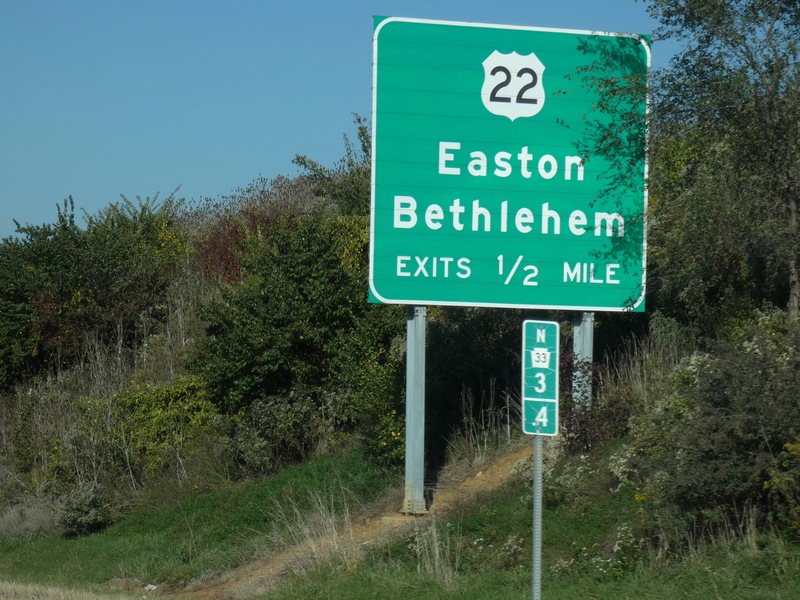 22
Easton
Bethlehem
EXITS 1/2 MILE
N
33
3
.4